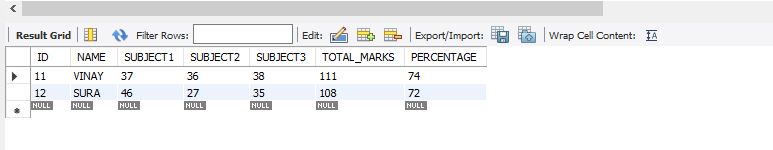 Result Grid Filter Rows: Edit: Export/Import: Wrap Cell Content: IA
ID NAME SUBJECT1 SUBJECT2 SUBJECT3 TOTAL_MARKS PERCENTAGE
11 VINAY 37 36 38 111 74
12 SURA 46 27 35 108 72
NULL NULL NULL NULL NULL NULL NULL